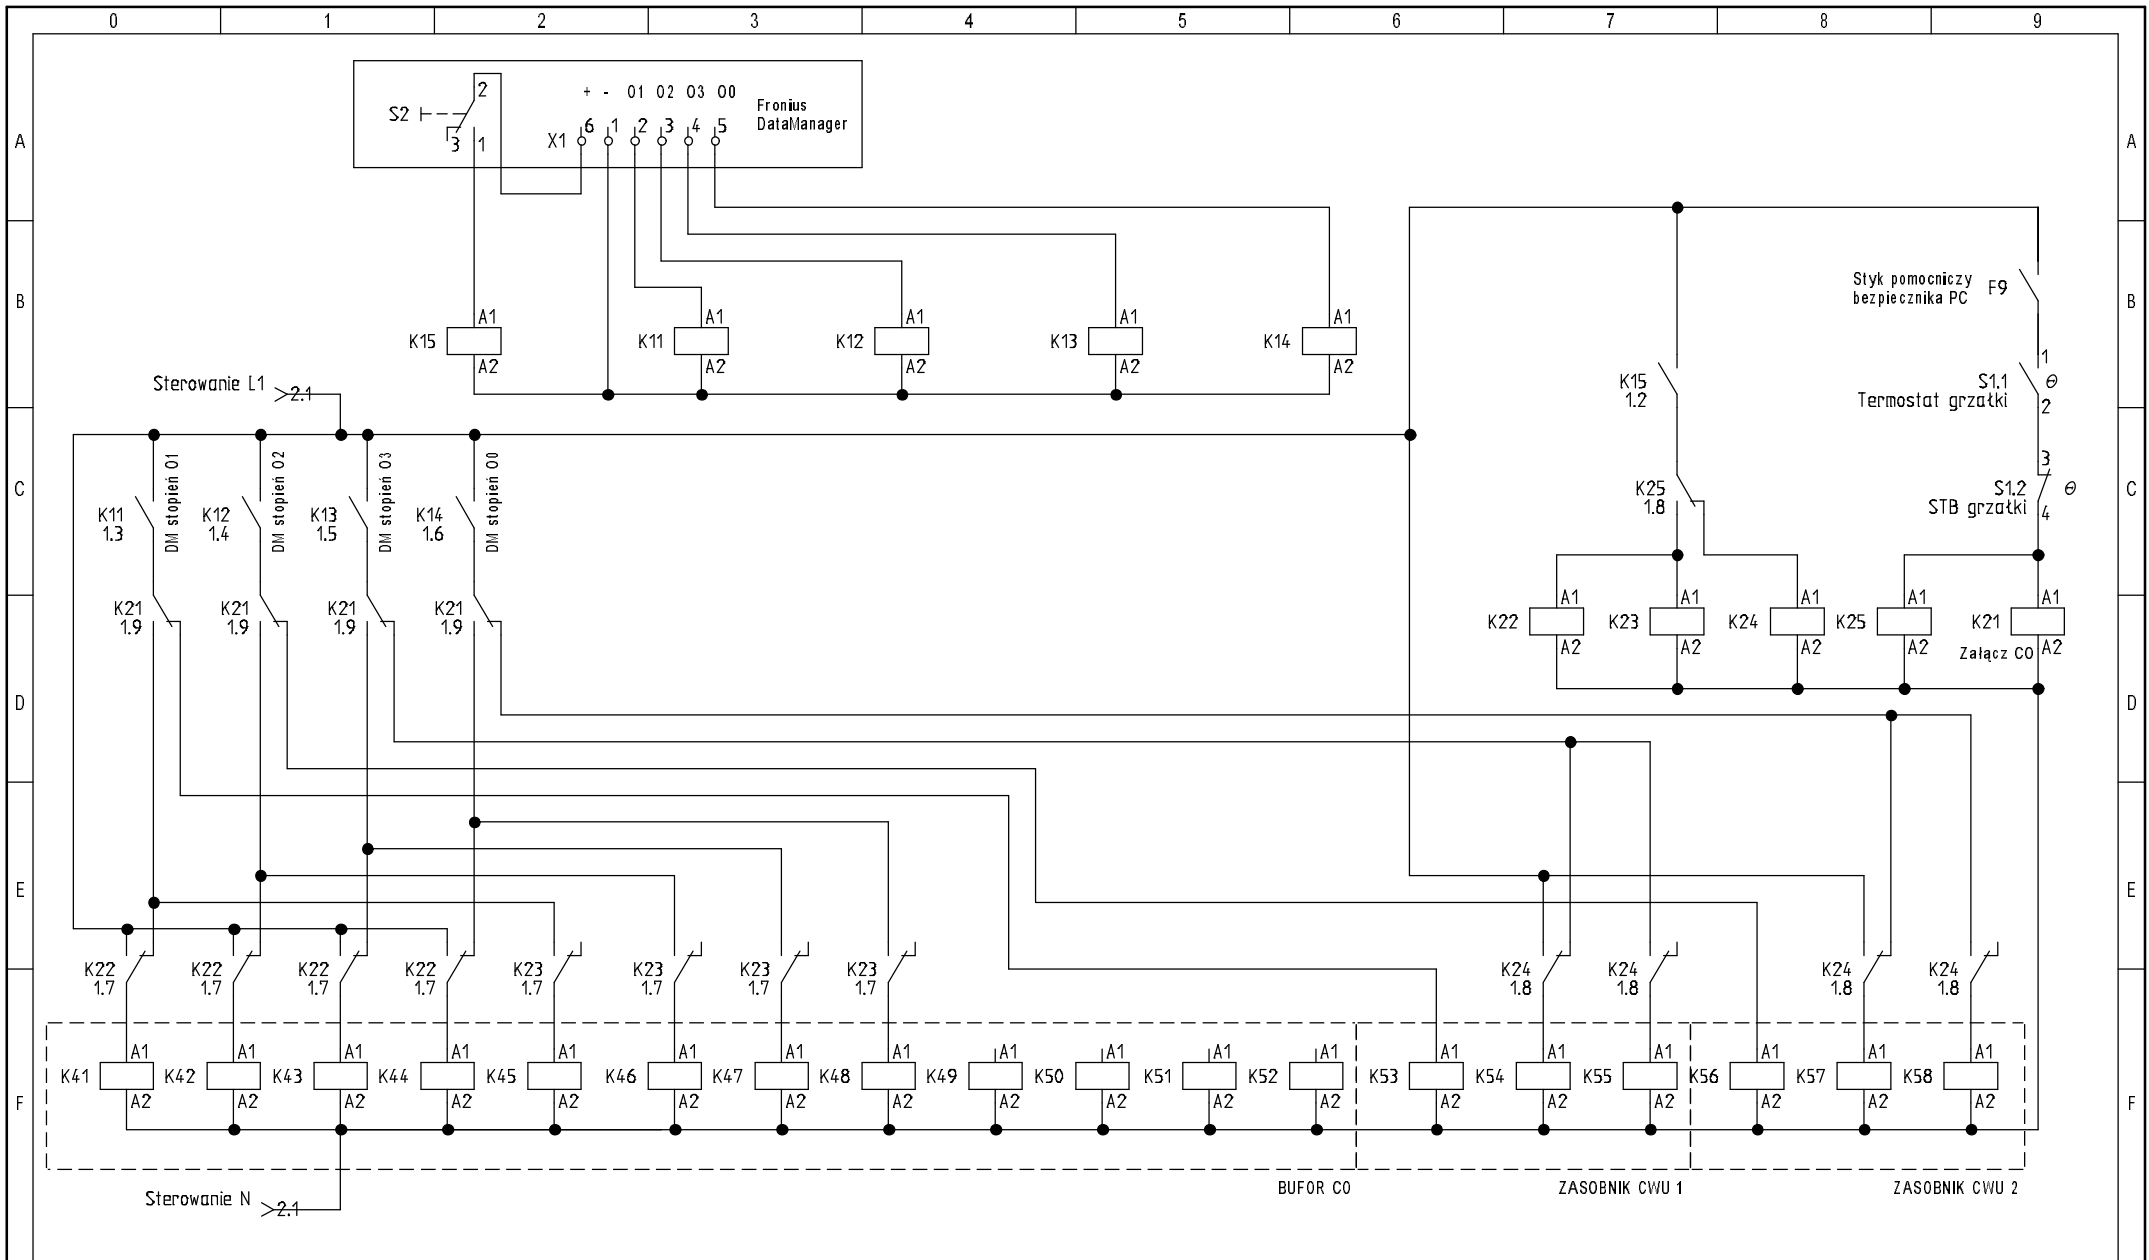 0 1 2 3 4 5 6 7 8 9
A
A
2
S2
3 1
+ - 01 02 03 00
Fronius
DataManager
X1 6 1 2 3 4 5
B
B
Styk pomocniczy
bezpiecznika PC
F9
A1 A1 A1 A1 A1
K15 K11 K12 K13 K14
A2 A2 A2 A2 A2
Sterowanie L1
2.1
K15
1.2
1
S1.1 Θ
Termostat grzałki
2
C
C
DM stopień 01
DM stopień 02
DM stopień 03
DM stopień 00
K11
1.3
K12
1.4
K13
1.5
K14
1.6
K25
1.8
3
S1.2 Θ
STB grzałki
4
K21
1.9
K21
1.9
K21
1.9
K21
1.9
A1 A1 A1 A1 A1
K22 K23 K24 K25 K21
A2 A2 A2 A2 A2
Załącz CO
D
D
E
E
K22
1.7
K22
1.7
K22
1.7
K22
1.7
K23
1.7
K23
1.7
K23
1.7
K23
1.7
K24
1.8
K24
1.8
K24
1.8
K24
1.8
A1 A1 A1 A1 A1 A1 A1 A1 A1 A1 A1 A1 A1 A1 A1 A1 A1 A1
K41 K42 K43 K44 K45 K46 K47 K48 K49 K50 K51 K52 K53 K54 K55 K56 K57 K58
A2 A2 A2 A2 A2 A2 A2 A2 A2 A2 A2 A2 A2 A2 A2 A2 A2 A2
F
F
BUFOR CO
ZASOBNIK CWU 1
ZASOBNIK CWU 2
Sterowanie N
2.1